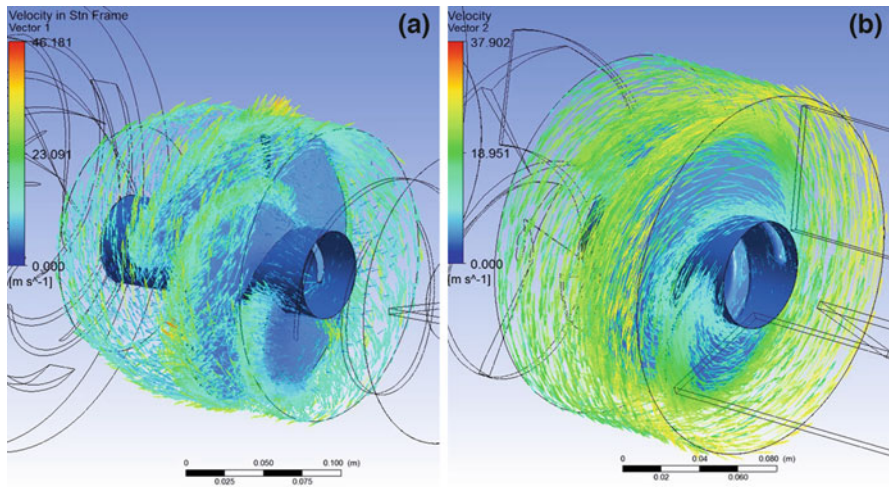 Velocity in Stn Frame
Vector 1
46.181
23.091
0.000
[m s^-1]
(a)
0 0.050 0.100 (m)
0.025 0.075
Velocity
Vector 2
37.902
18.951
0.000
[m s^-1]
(b)
0 0.04 0.080 (m)
0.02 0.060